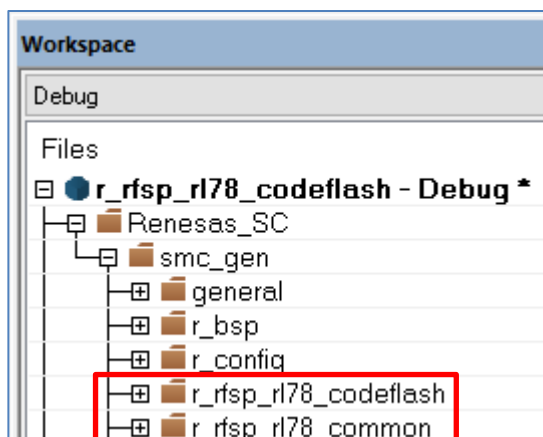 Workspace
Debug
Files
r_rfsp_rl78_codeflash - Debug *
Renesas_SC
smc_gen
general
r_bsp
r_config
r_rfsp_rl78_codeflash
r_rfsp_rl78_common